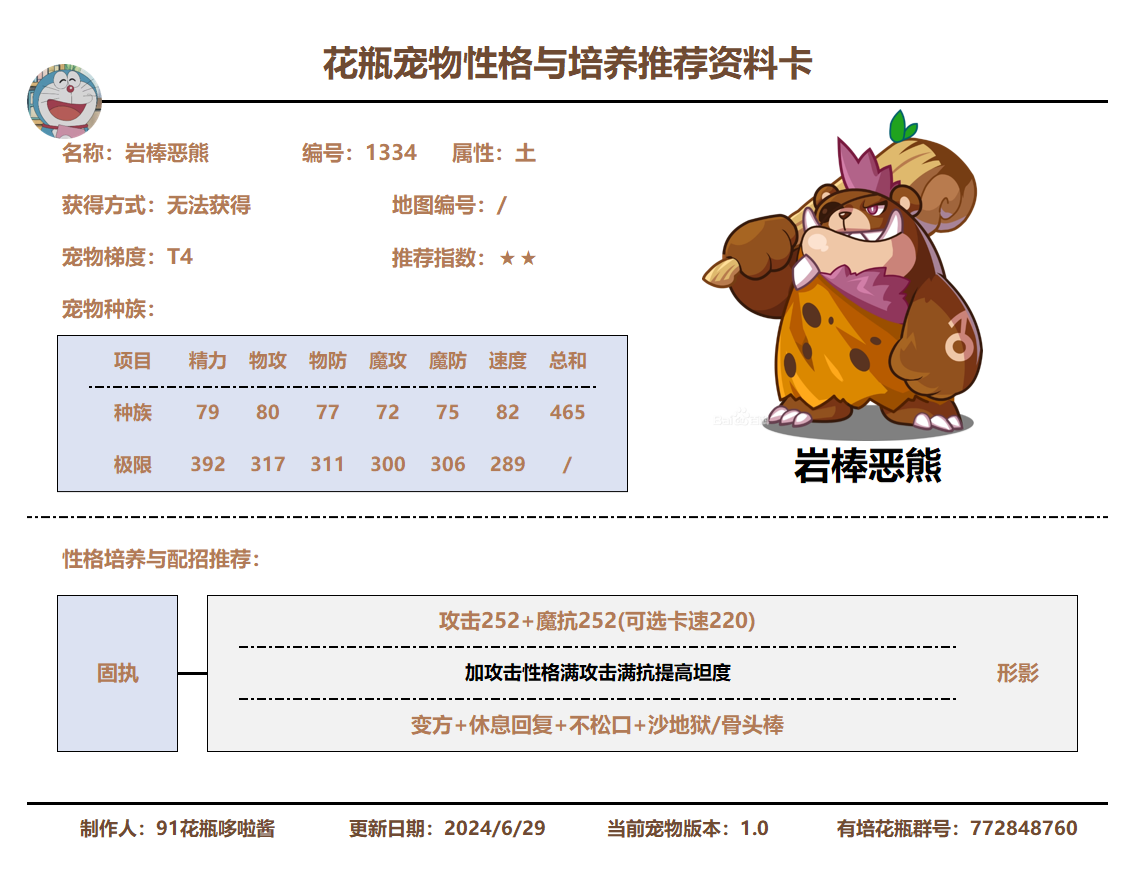 花瓶宠物性格与培养推荐资料卡
名称：岩棒恶熊 编号：1334 属性：土
获得方式：无法获得 地图编号：/
宠物梯度：T4 推荐指数：★★
宠物种族：
项目 精力 物攻 物防 魔攻 魔防 速度 总和
种族 79 80 77 72 75 82 465
极限 392 317 311 300 306 289 /
岩棒恶熊
性格培养与配招推荐：
攻击252+魔抗252(可选卡速220)
固执 加攻击性格满攻击满抗提高坦度 形影
变方+休息回复+不松口+沙地狱/骨头棒
制作人：91花瓶哆啦酱 更新日期：2024/6/29 当前宠物版本：1.0 有培花瓶群号：772848760